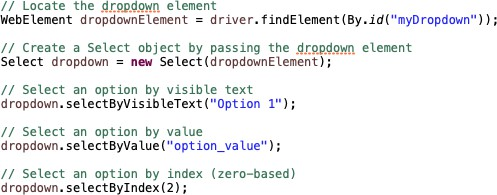 // Locate the dropdown element
WebElement dropdownElement = driver.findElement(By.id("myDropdown"));
// Create a Select object by passing the dropdown element
Select dropdown = new Select(dropdownElement);
// Select an option by visible text
dropdown.selectByVisibleText("Option 1");
// Select an option by value
dropdown.selectByValue("option_value");
// Select an option by index (zero-based)
dropdown.selectByIndex(2);